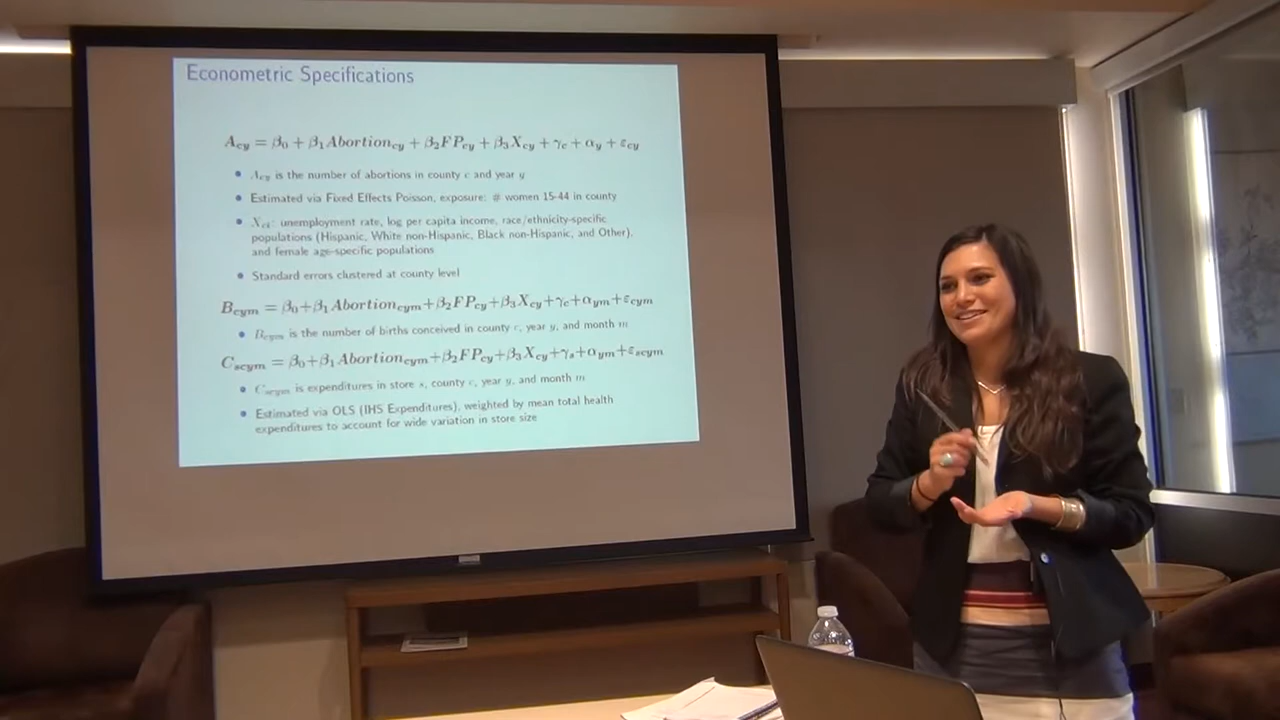 Econometric Specifications
A_cy = β_0 + β_1 Abortion_cy + β_2 FP_cy + β_3 X_cy + γ_c + α_y + ε_cy
• A_cy is the number of abortions in county c and year y
• Estimated via Fixed Effects Poisson, exposure: # women 15-44 in county
• X_ct: unemployment rate, log per capita income, race/ethnicity-specific
populations (Hispanic, White non-Hispanic, Black non-Hispanic, and Other),
and female age-specific populations
• Standard errors clustered at county level
B_cym = β_0+β_1 Abortion_cym+β_2 FP_cy+β_3 X_cy+γ_c+α_ym+ε_cym
• B_cym is the number of births conceived in county c, year y, and month m
C_scym = β_0+β_1 Abortion_cym+β_2 FP_cy+β_3 X_cy+γ_s+α_ym+ε_scym
• C_scym is expenditures in store s, county c, year y, and month m
• Estimated via OLS (IHS Expenditures), weighted by mean total health
expenditures to account for wide variation in store size